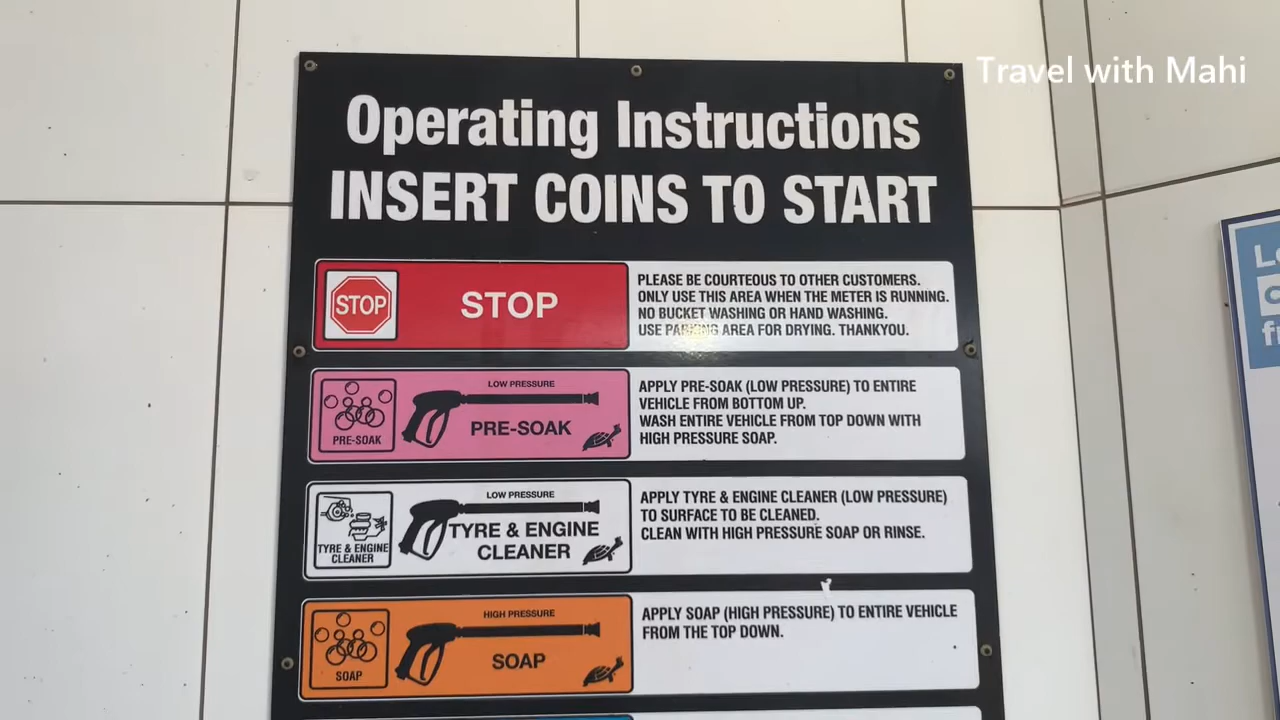 Travel with Mahi
Operating Instructions
INSERT COINS TO START
STOP
STOP
PLEASE BE COURTEOUS TO OTHER CUSTOMERS.
ONLY USE THIS AREA WHEN THE METER IS RUNNING.
NO BUCKET WASHING OR HAND WASHING.
USE PARKING AREA FOR DRYING. THANKYOU.
PRE-SOAK
LOW PRESSURE
PRE-SOAK
APPLY PRE-SOAK (LOW PRESSURE) TO ENTIRE
VEHICLE FROM BOTTOM UP.
WASH ENTIRE VEHICLE FROM TOP DOWN WITH
HIGH PRESSURE SOAP.
TYRE & ENGINE
CLEANER
LOW PRESSURE
TYRE & ENGINE
CLEANER
APPLY TYRE & ENGINE CLEANER (LOW PRESSURE)
TO SURFACE TO BE CLEANED.
CLEAN WITH HIGH PRESSURE SOAP OR RINSE.
SOAP
HIGH PRESSURE
SOAP
APPLY SOAP (HIGH PRESSURE) TO ENTIRE VEHICLE
FROM THE TOP DOWN.